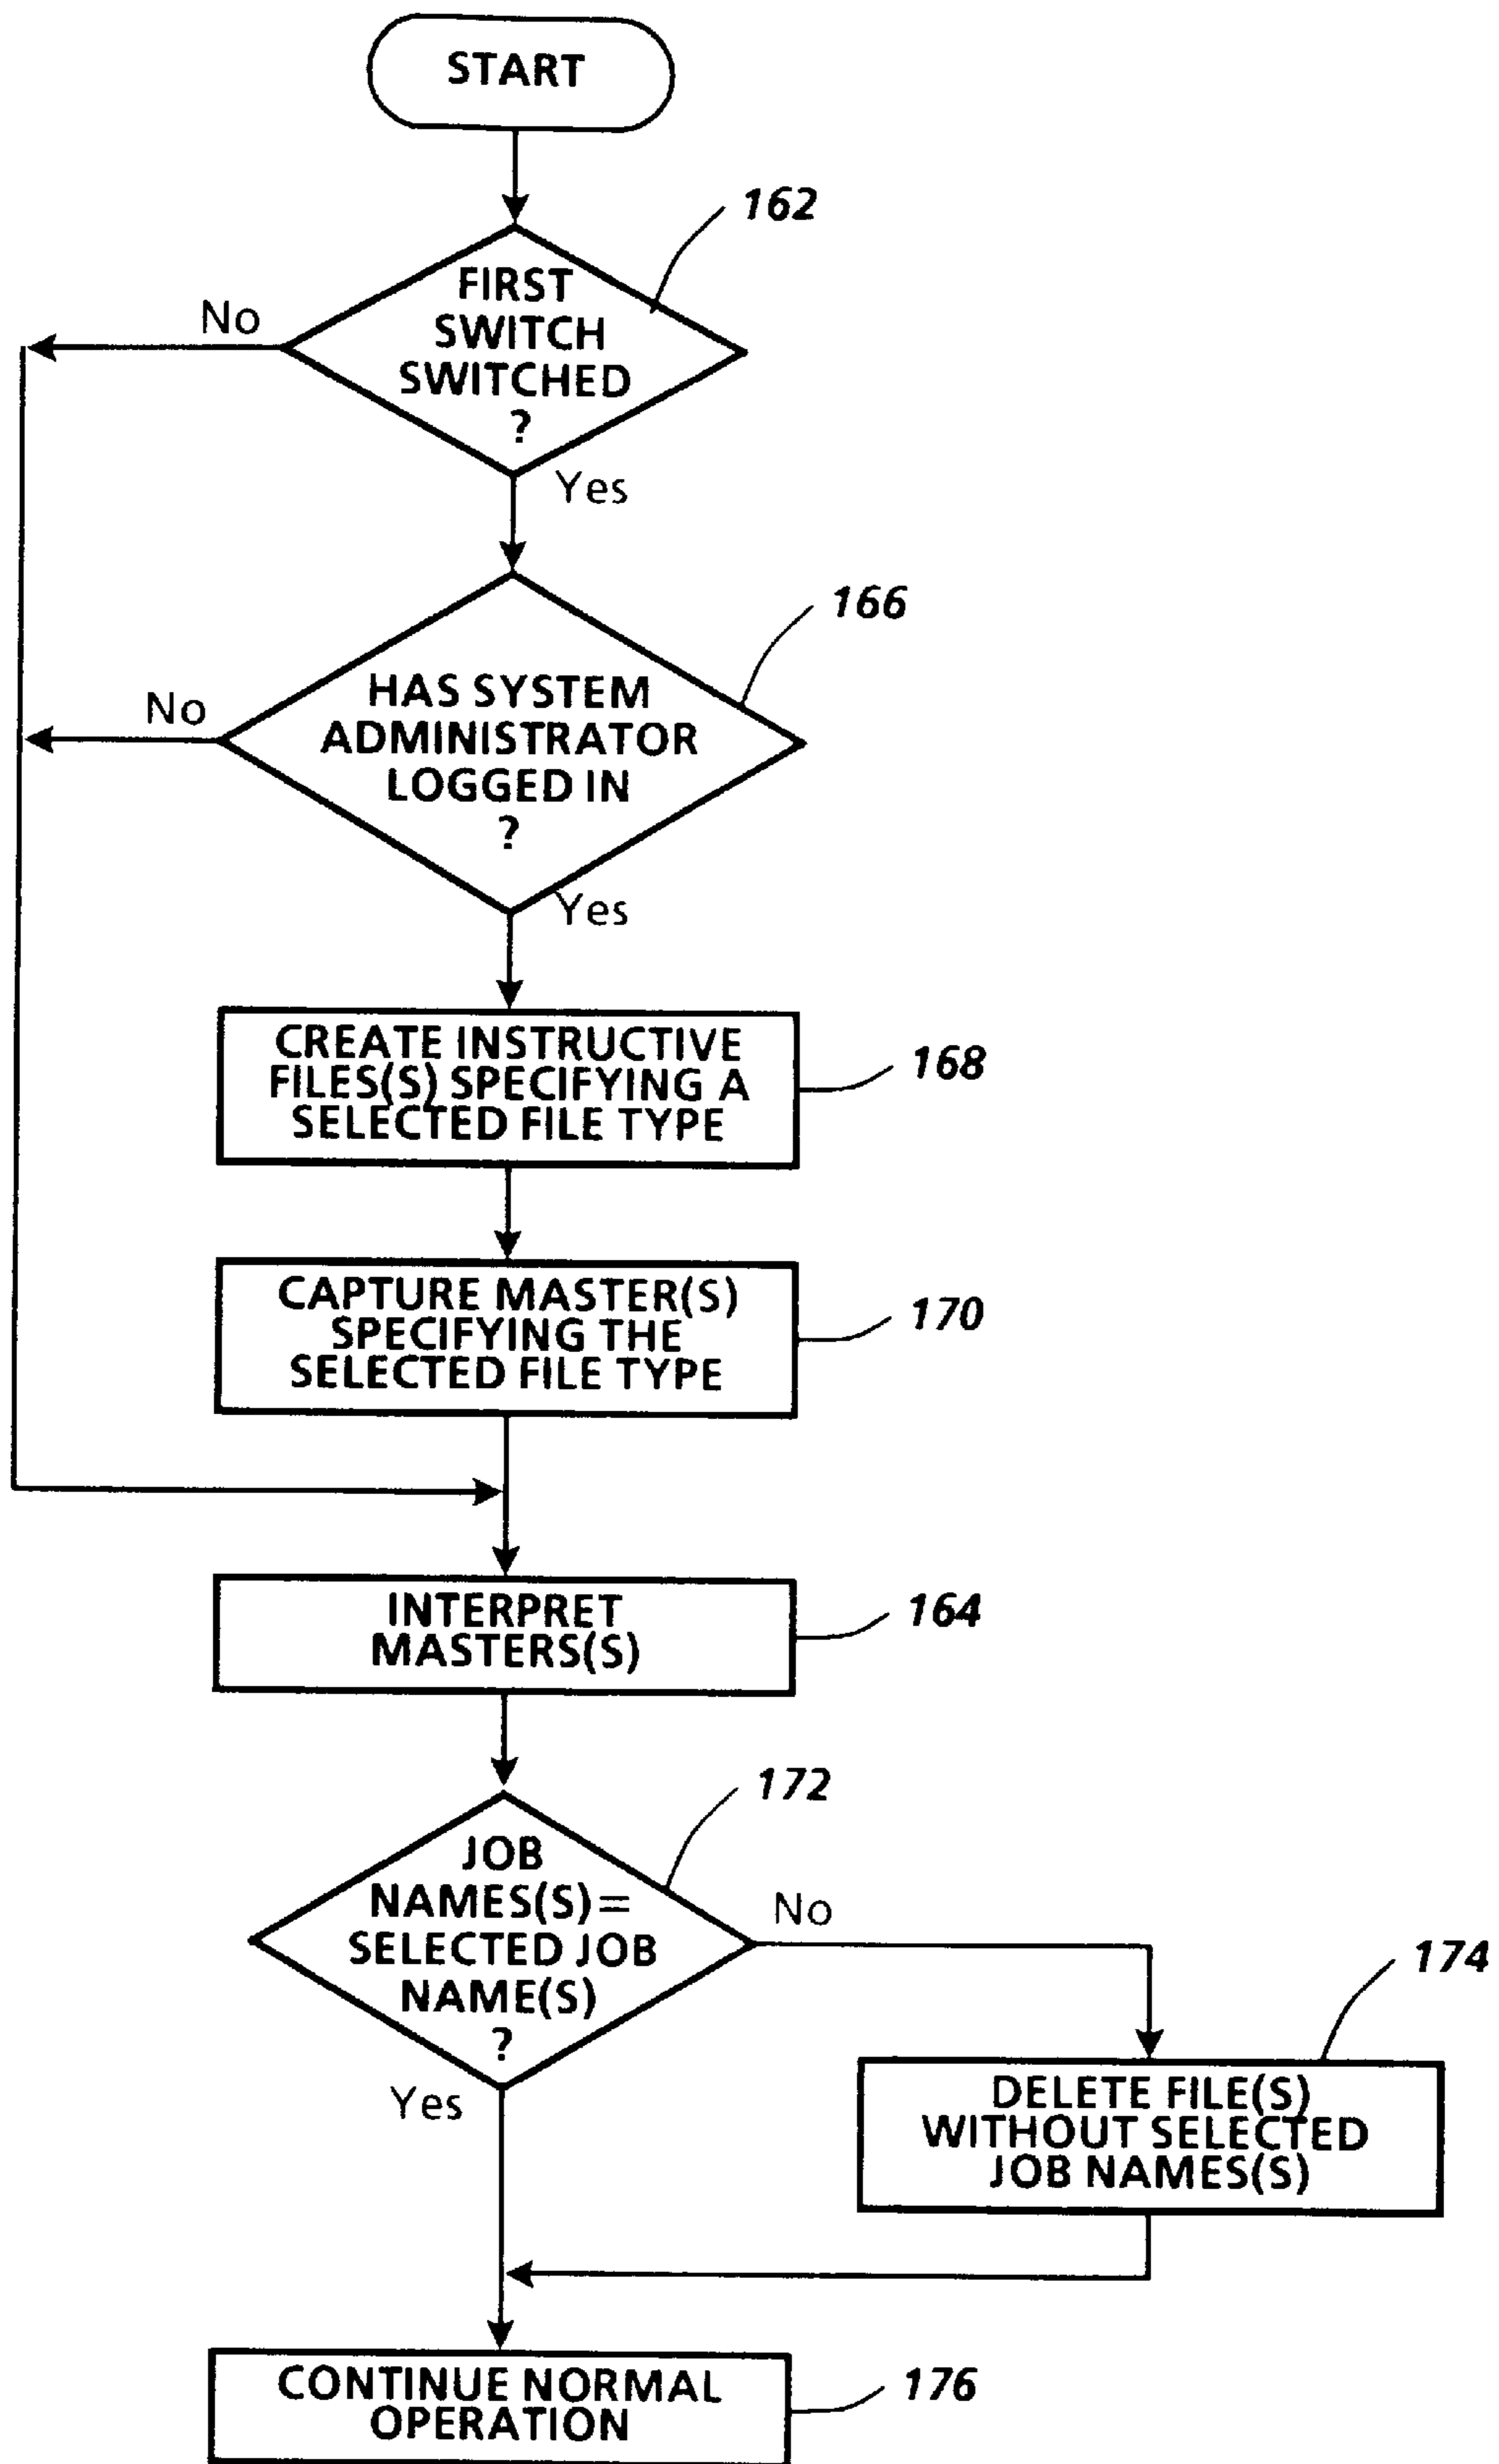 START
162
FIRST
SWITCH
SWITCHED
?
No
Yes
166
HAS SYSTEM
ADMINISTRATOR
LOGGED IN
?
No
Yes
CREATE INSTRUCTIVE
FILES(S) SPECIFYING A
SELECTED FILE TYPE
168
CAPTURE MASTER(S)
SPECIFYING THE
SELECTED FILE TYPE
170
INTERPRET
MASTERS(S)
164
172
JOB
NAMES(S)=
SELECTED JOB
NAME(S)
?
No
Yes
174
DELETE FILE(S)
WITHOUT SELECTED
JOB NAMES(S)
CONTINUE NORMAL
OPERATION
176